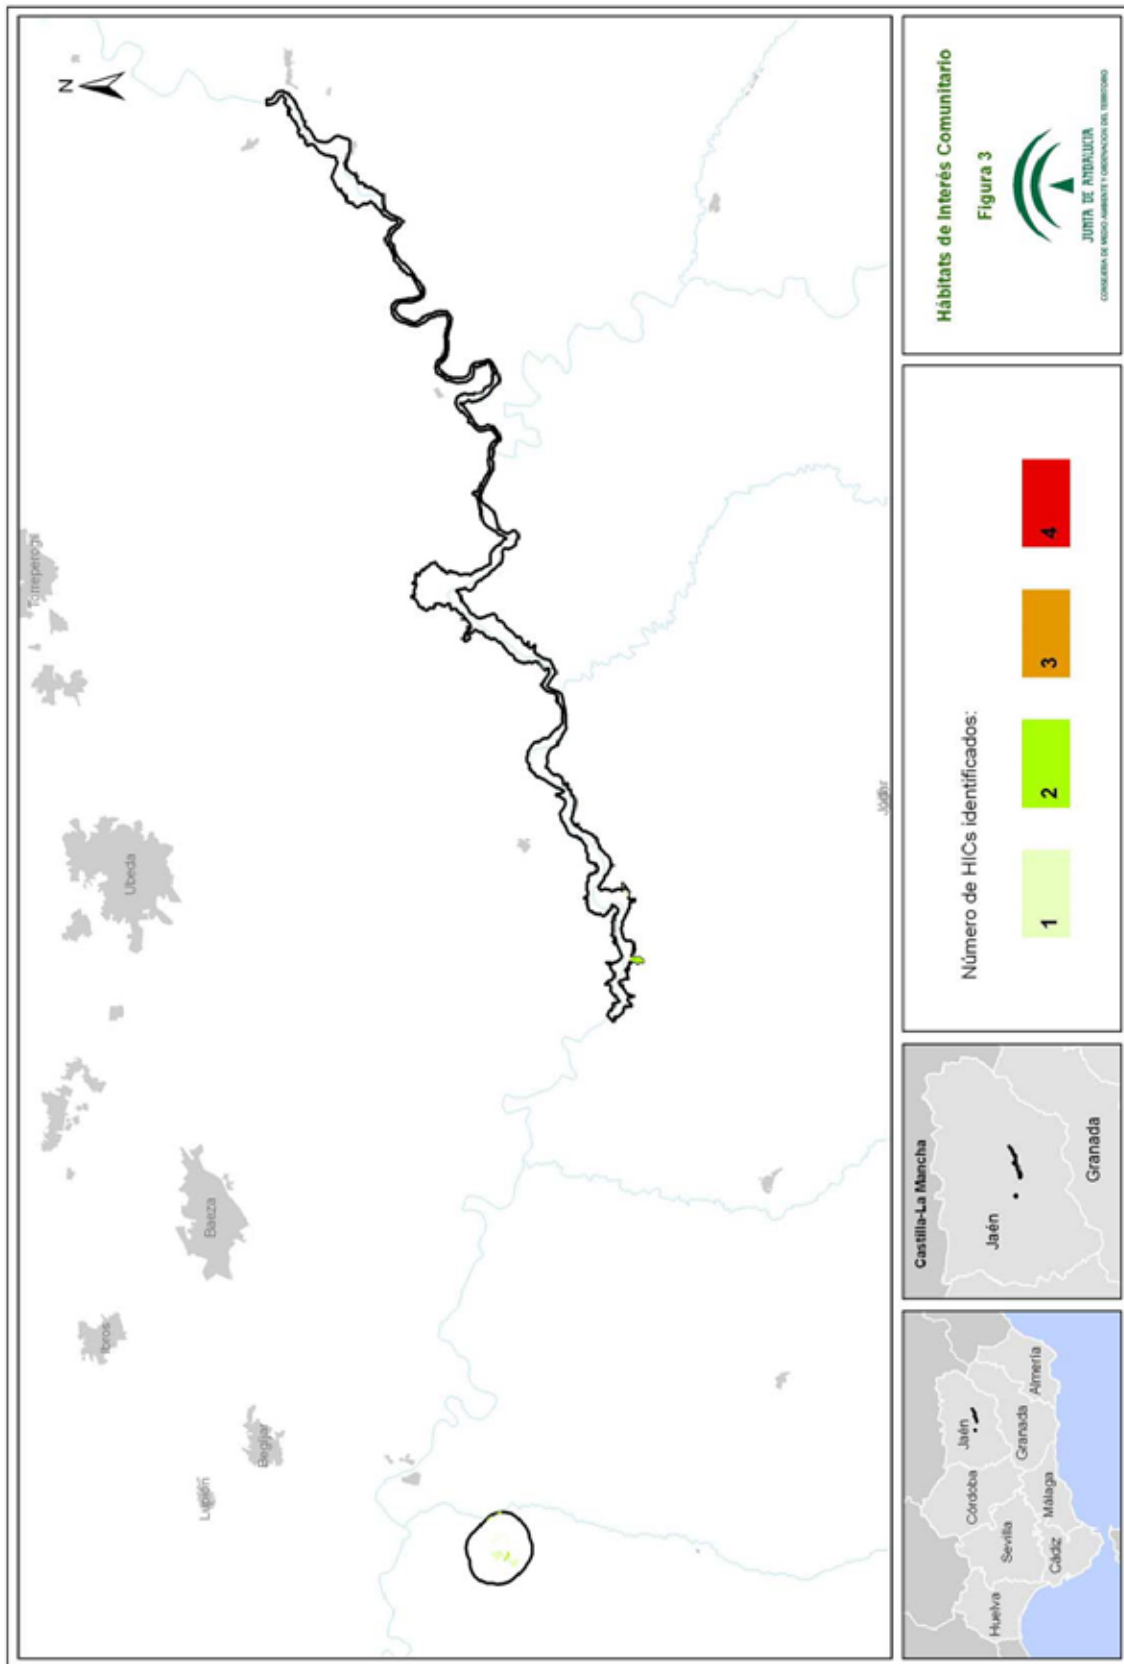 N
Torreperogil
Úbeda
Baeza
Ibros
Begíjar
Lupión
Jódar
Hábitats de Interés Comunitario
Figura 3
JUNTA DE ANDALUCIA
CONSEJERIA DE MEDIO AMBIENTE Y ORDENACION DEL TERRITORIO
Número de HICs identificados:
1
2
3
4
Castilla-La Mancha
Jaén
Granada
Jaén
Córdoba
Sevilla
Huelva
Cádiz
Málaga
Granada
Almería